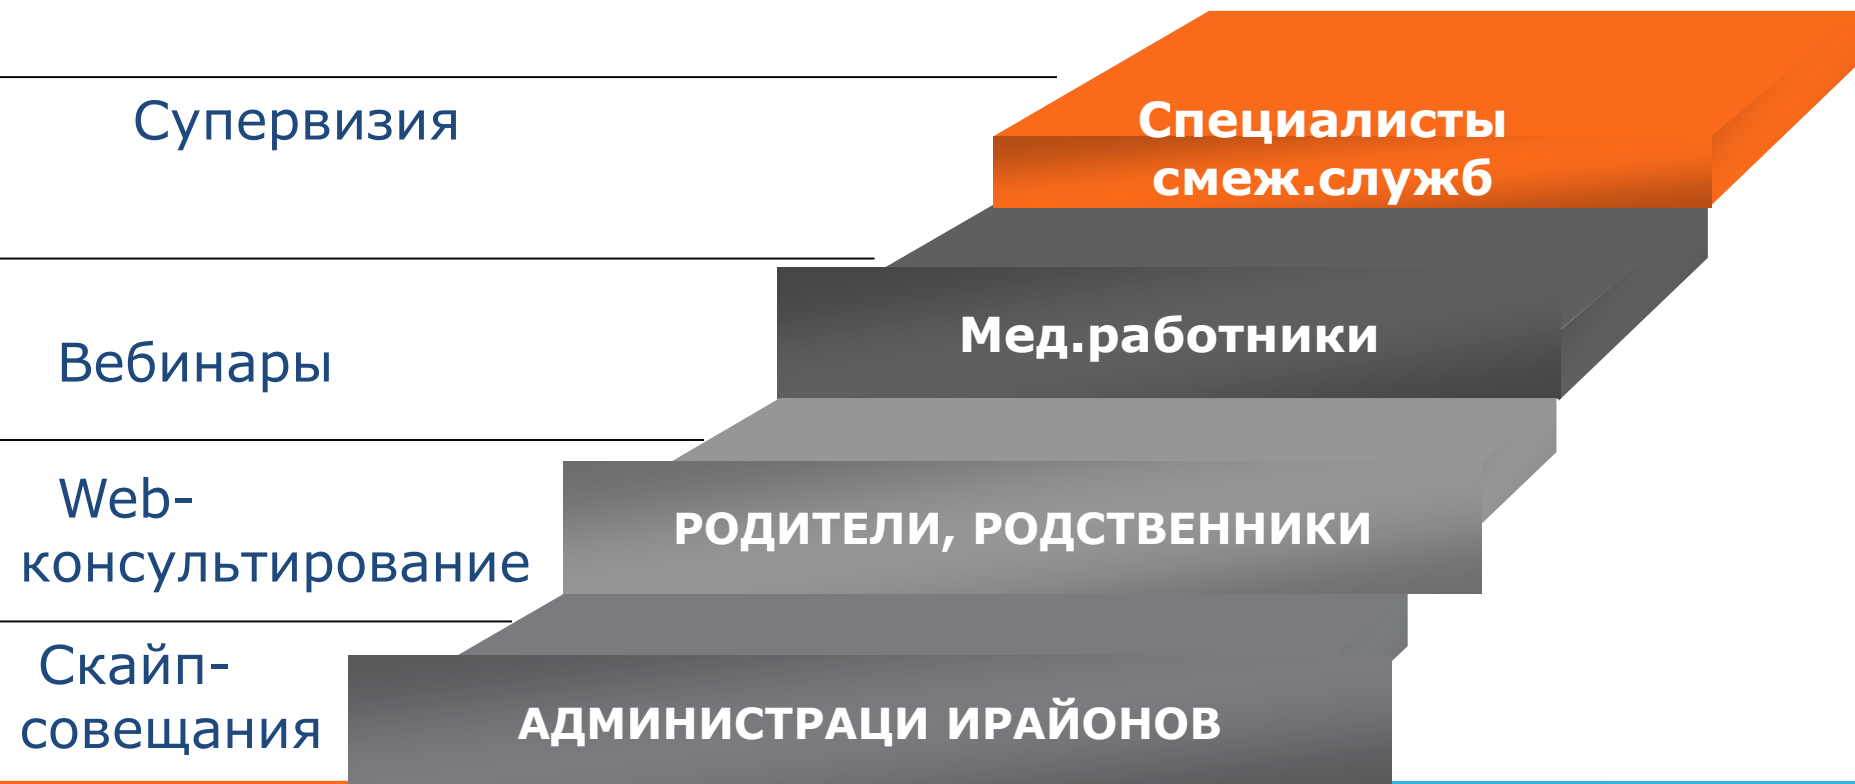 Супервизия
Специалисты
смеж.служб
Вебинары
Мед.работники
Web-
консультирование
РОДИТЕЛИ, РОДСТВЕННИКИ
Скайп-
совещания
АДМИНИСТРАЦИ ИРАЙОНОВ